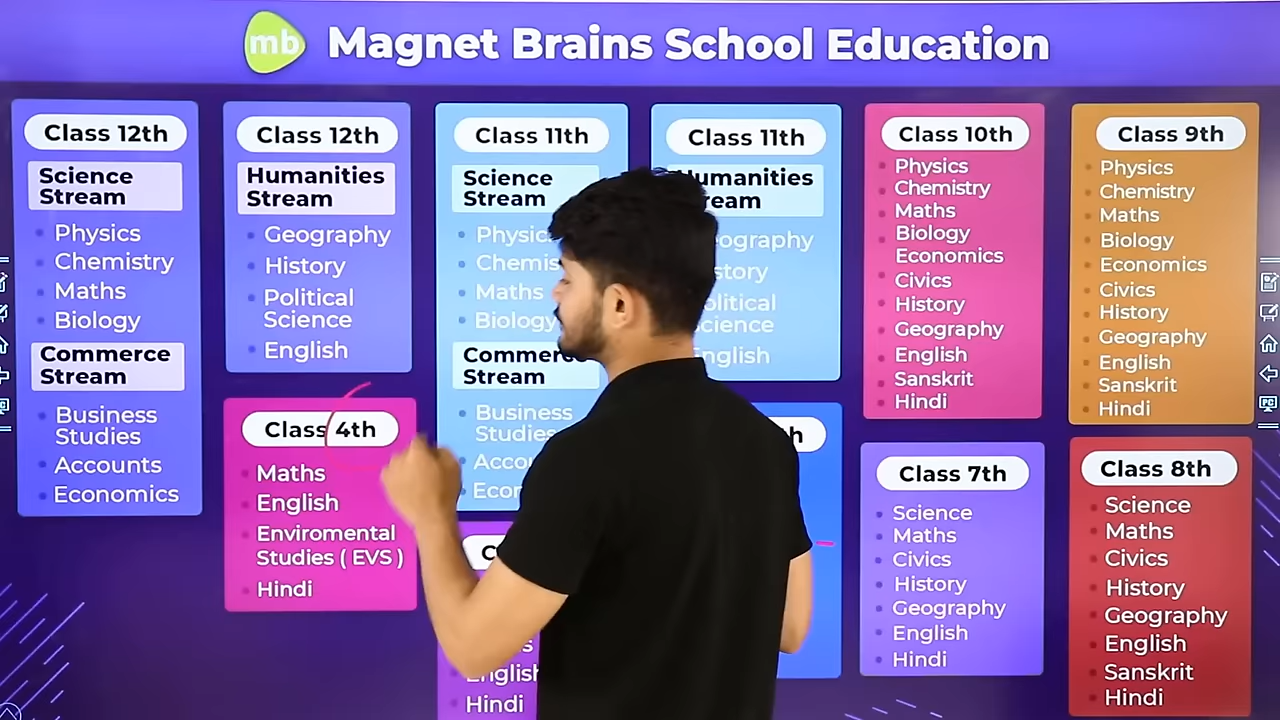 mb Magnet Brains School Education
Class 12th
Science
Stream
Physics
Chemistry
Maths
Biology
Commerce
Stream
Business
Studies
Accounts
Economics
Class 12th
Humanities
Stream
Geography
History
Political
Science
English
Class 4th
Maths
English
Enviromental
Studies ( EVS )
Hindi
Class 11th
Science
Stream
Maths
Biology
Stream
Business
English
Hindi
Class 11th
Class 10th
Physics
Chemistry
Maths
Biology
Economics
Civics
History
Geography
English
Sanskrit
Hindi
Class 7th
Science
Maths
Civics
History
Geography
English
Hindi
Class 9th
Physics
Chemistry
Maths
Biology
Economics
Civics
History
Geography
English
Sanskrit
Hindi
Class 8th
Science
Maths
Civics
History
Geography
English
Sanskrit
Hindi
PC